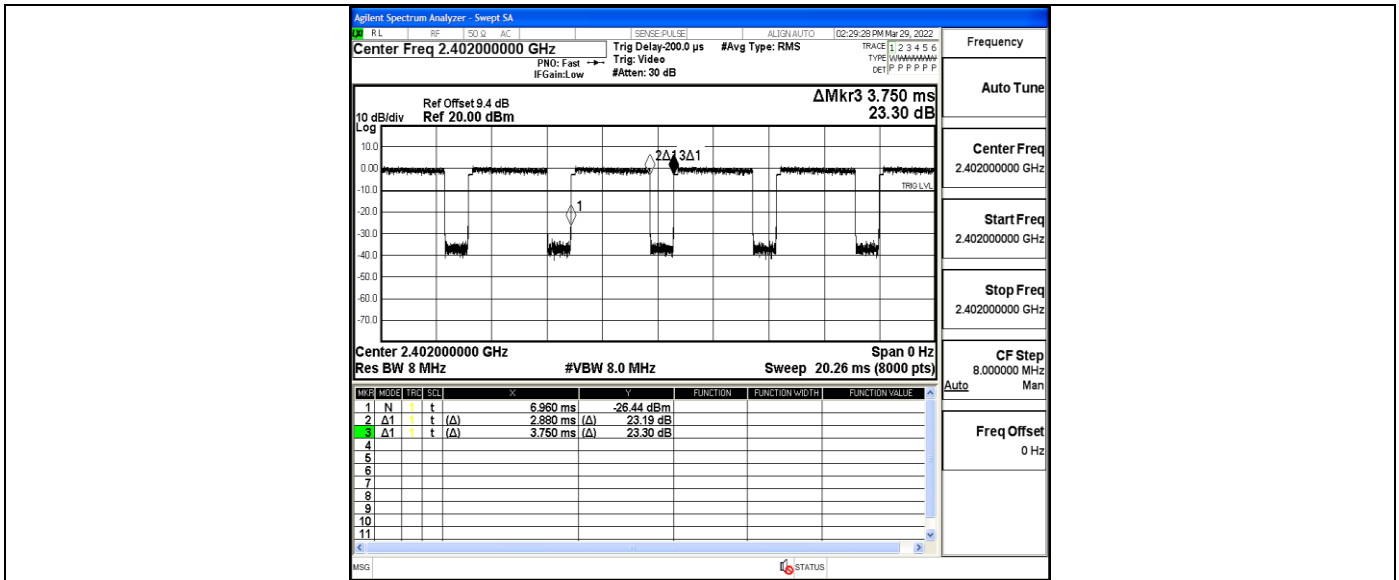 Agilent Spectrum Analyzer - Swept SA
RL RF 50 Ω AC SENSE:PULSE ALIGN AUTO 02:29:28 PM Mar 29, 2022
Center Freq 2.402000000 GHz Trig Delay-200.0 µs #Avg Type: RMS TRACE 1 2 3 4 5 6
PNO: Fast Trig: Video TYPE WWWWWW
IFGain:Low #Atten: 30 dB DET P P P P P P
ΔMkr3 3.750 ms
23.30 dB
Ref Offset 9.4 dB
10 dB/div Ref 20.00 dBm
Log
10.0
2Δ1 3Δ1
0.00
TRIG LVL
-10.0
-20.0 1
-30.0
-40.0
-50.0
-60.0
-70.0
Center 2.402000000 GHz Span 0 Hz
Res BW 8 MHz #VBW 8.0 MHz Sweep 20.26 ms (8000 pts)
MKR MODE TRC SCL X Y FUNCTION FUNCTION WIDTH FUNCTION VALUE
1 N 1 t 6.960 ms -26.44 dBm
2 Δ1 1 t (Δ) 2.880 ms (Δ) 23.19 dB
3 Δ1 1 t (Δ) 3.750 ms (Δ) 23.30 dB
4
5
6
7
8
9
10
11
MSG STATUS
Frequency
Auto Tune
Center Freq
2.402000000 GHz
Start Freq
2.402000000 GHz
Stop Freq
2.402000000 GHz
CF Step
8.000000 MHz
Auto Man
Freq Offset
0 Hz